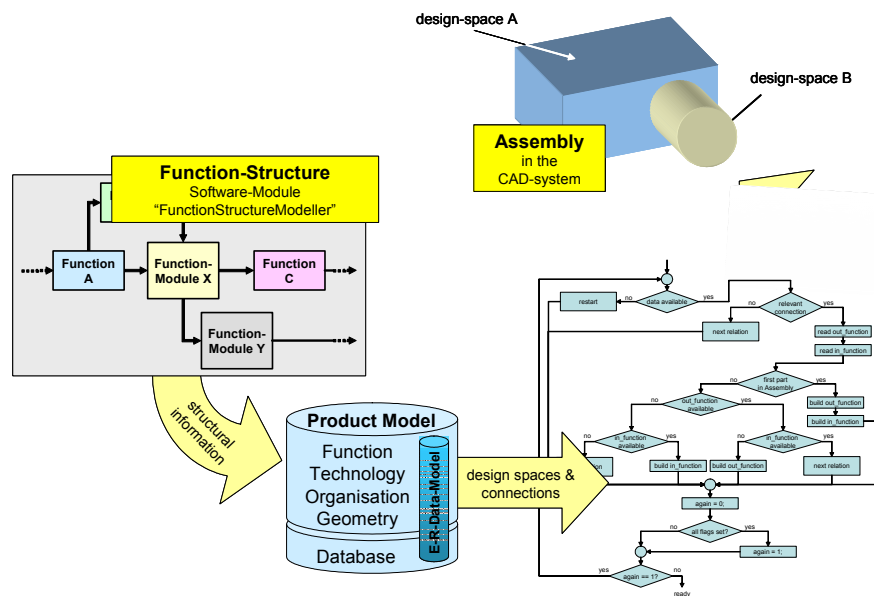 design-space A
design-space B
Assembly
in the
CAD-system
Function-Structure
Software-Module
“FunctionStructureModeller”
Function
A
Function-
Module X
Function
C
Function-
Module Y
structural
information
Product Model
Function
Technology
Organisation
Geometry
Database
E-R-Data-Model
design spaces &
connections
restart
no
data available
yes
no
relevant
connection
yes
next relation
read out_function
read in_function
no
first part
in Assembly
yes
no
out_function
available
yes
build out_function
build in_function
no
in_function
available
yes
no
in_function
available
yes
build in_function
build out_function
next relation
again = 0;
no
all flags set?
yes
again = 1;
yes
again == 1?
no
ready